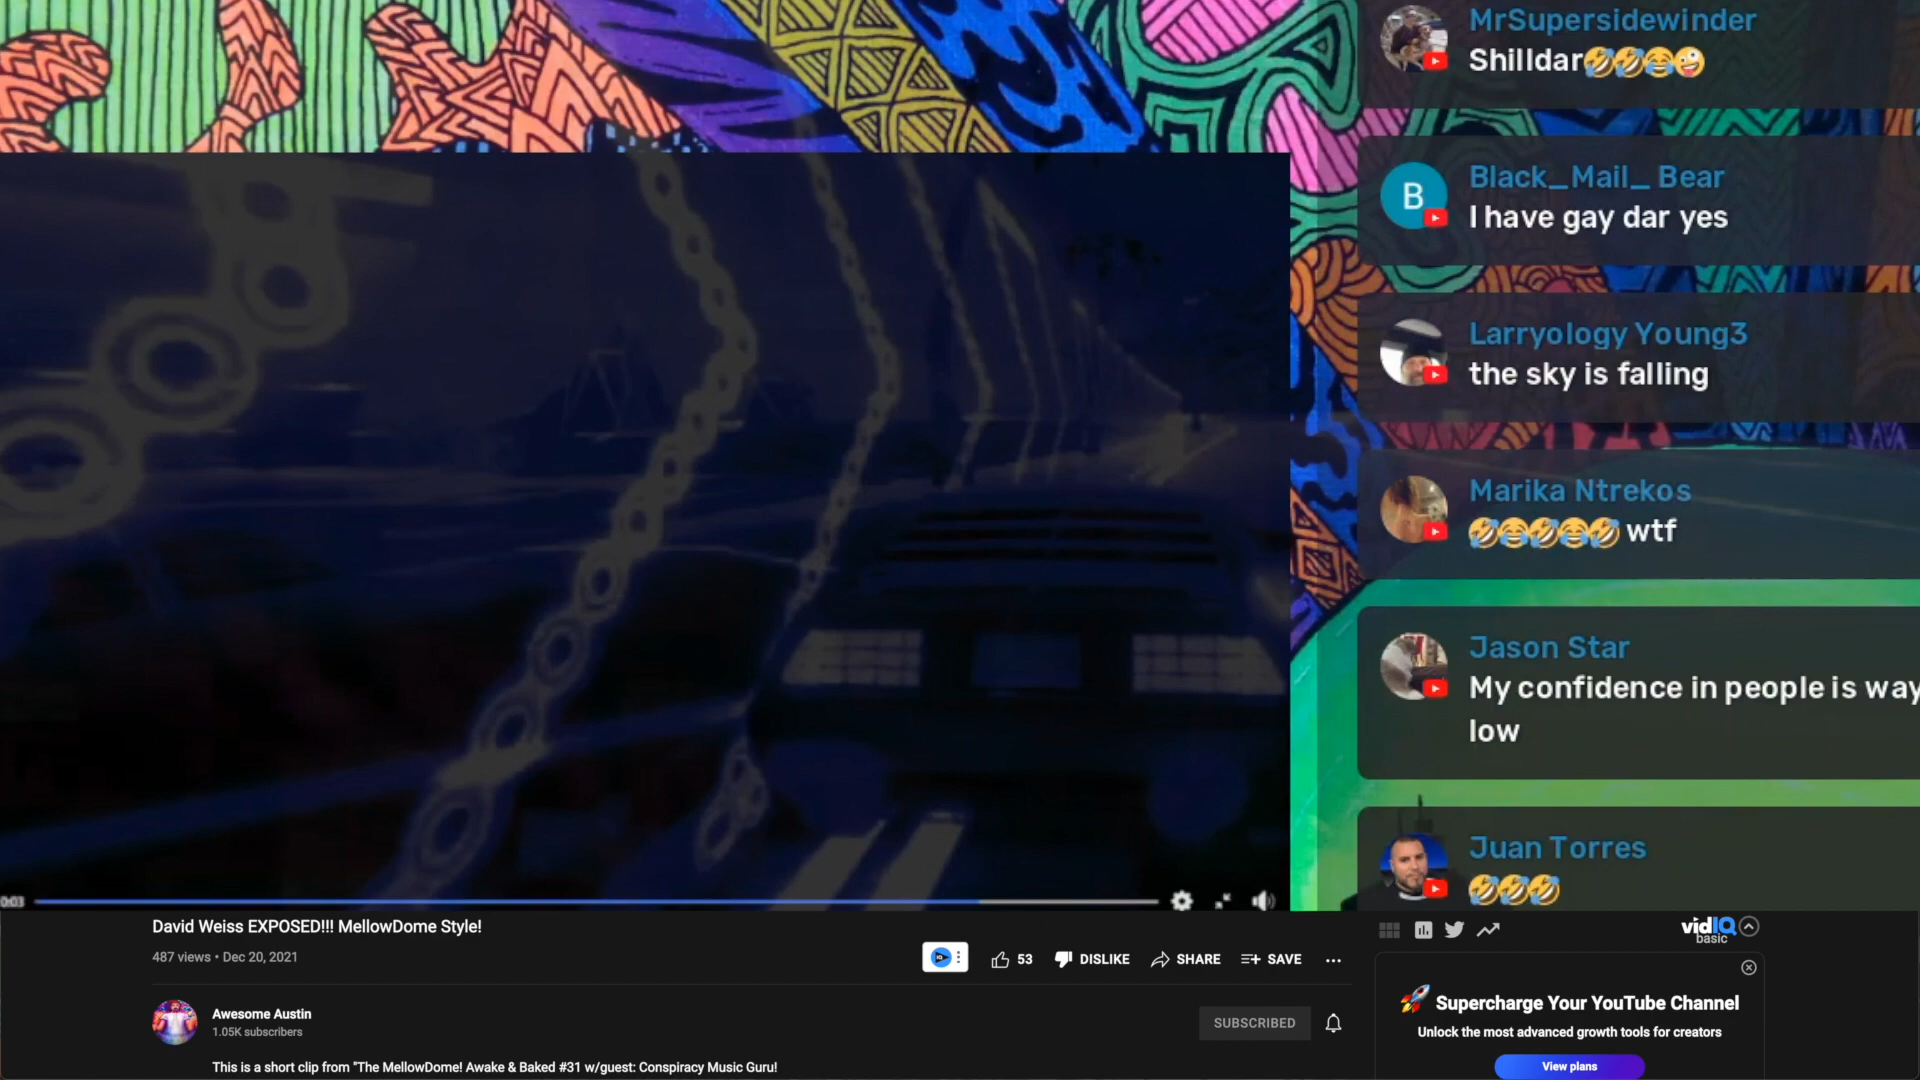 MrSupersidewinder
Shilldar🤣🤣😂🤪
B
Black_Mail_ Bear
I have gay dar yes
Larryology Young3
the sky is falling
Marika Ntrekos
🤣😂🤣😂🤣 wtf
Jason Star
My confidence in people is way
low
Juan Torres
🤣🤣🤣
0:03
David Weiss EXPOSED!!! MellowDome Style!
487 views • Dec 20, 2021
53
DISLIKE
SHARE
SAVE
Awesome Austin
1.05K subscribers
SUBSCRIBED
This is a short clip from "The MellowDome! Awake & Baked #31 w/guest: Conspiracy Music Guru!
vidIQ
basic
🚀 Supercharge Your YouTube Channel
Unlock the most advanced growth tools for creators
View plans